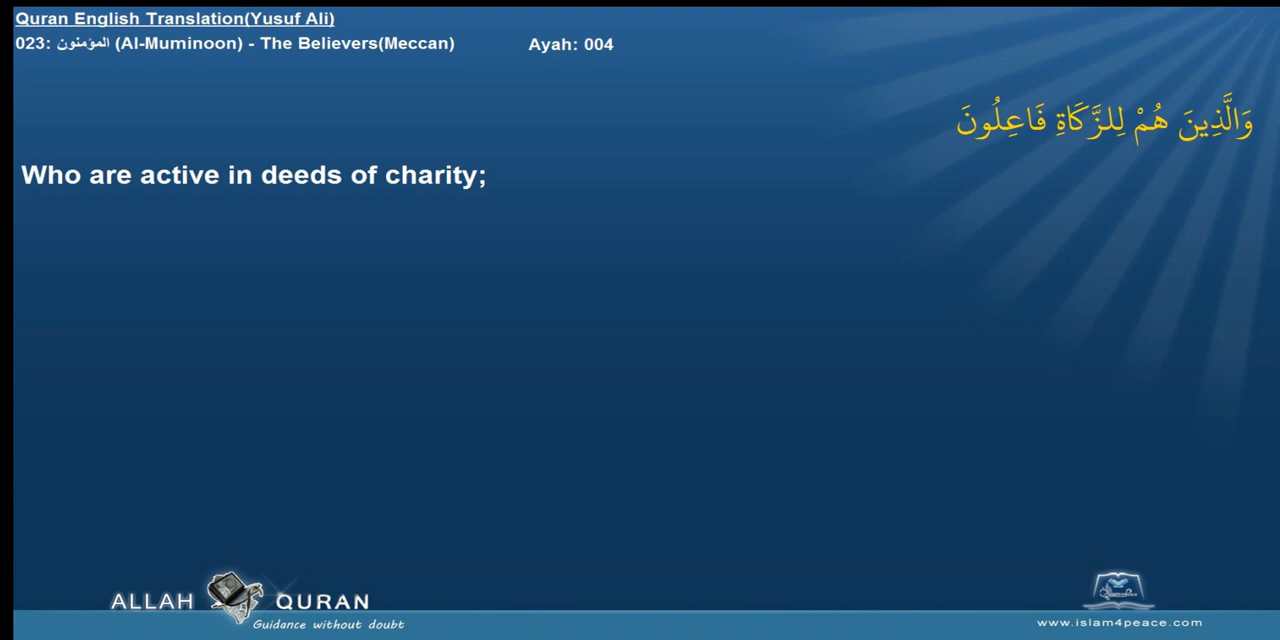 Quran English Translation(Yusuf Ali)
023: المؤمنون (Al-Muminoon) - The Believers(Meccan) Ayah: 004
وَالَّذِينَ هُمْ لِلزَّكَاةِ فَاعِلُونَ
Who are active in deeds of charity;
ALLAH QURAN
Guidance without doubt
www.islam4peace.com